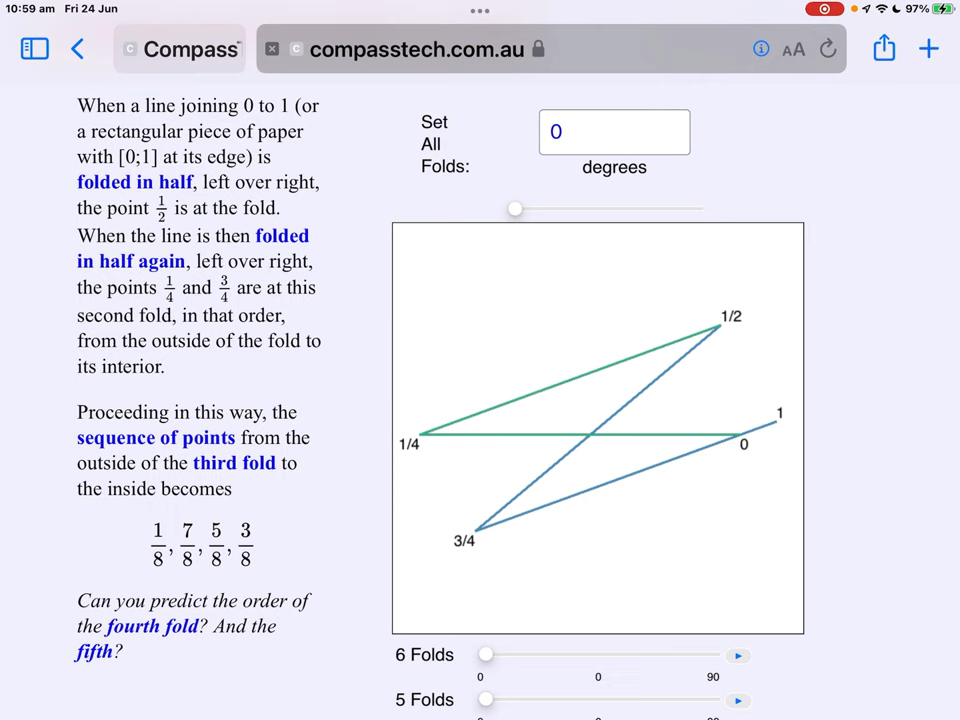 10:59 am Fri 24 Jun
97%
Compass
compasstech.com.au
AA
When a line joining 0 to 1 (or
a rectangular piece of paper
with [0;1] at its edge) is
folded in half, left over right,
the point 1/2 is at the fold.
When the line is then folded
in half again, left over right,
the points 1/4 and 3/4 are at this
second fold, in that order,
from the outside of the fold to
its interior.
Proceeding in this way, the
sequence of points from the
outside of the third fold to
the inside becomes
1/8, 7/8, 5/8, 3/8
Can you predict the order of
the fourth fold? And the
fifth?
Set
All
Folds:
0
degrees
1/2
1
1/4
0
3/4
6 Folds
0 0 90
5 Folds